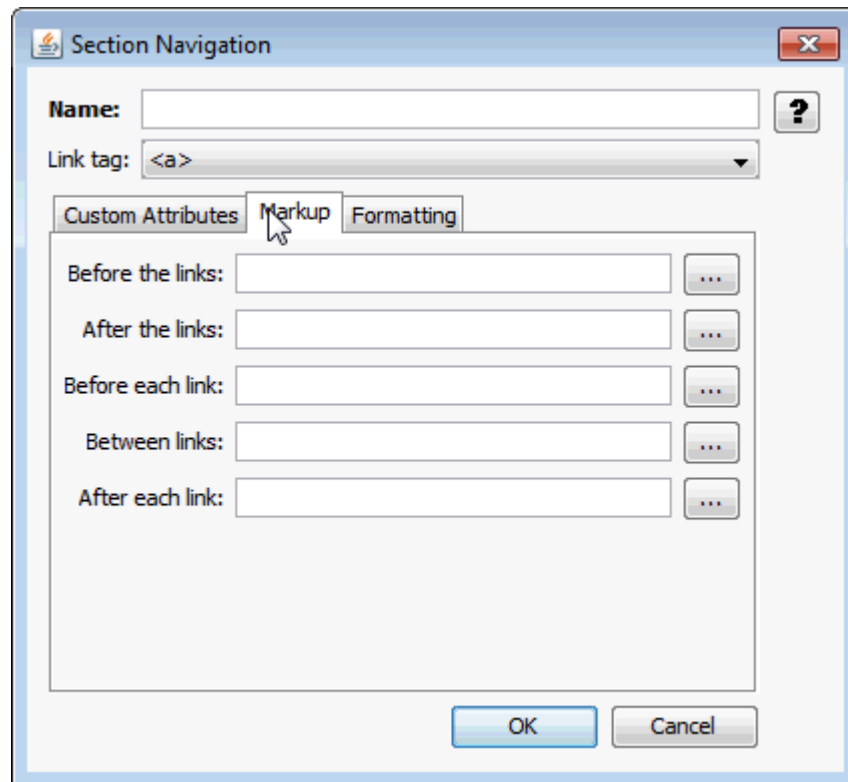 Section Navigation
Name:
?
Link tag: <a>
Custom Attributes Markup Formatting
Before the links: ...
After the links: ...
Before each link: ...
Between links: ...
After each link: ...
OK Cancel